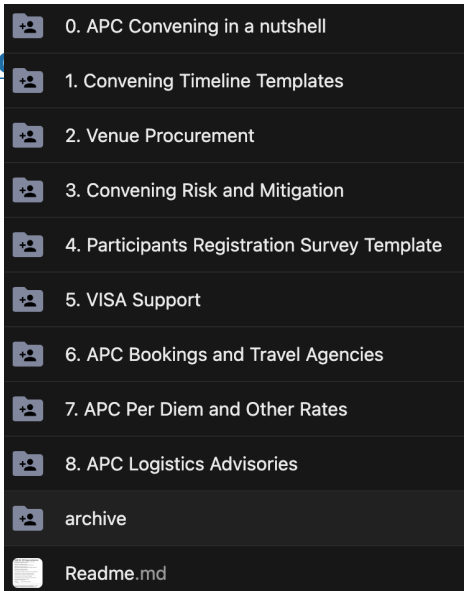 0. APC Convening in a nutshell
1. Convening Timeline Templates
2. Venue Procurement
3. Convening Risk and Mitigation
4. Participants Registration Survey Template
5. VISA Support
6. APC Bookings and Travel Agencies
7. APC Per Diem and Other Rates
8. APC Logistics Advisories
archive
Readme.md